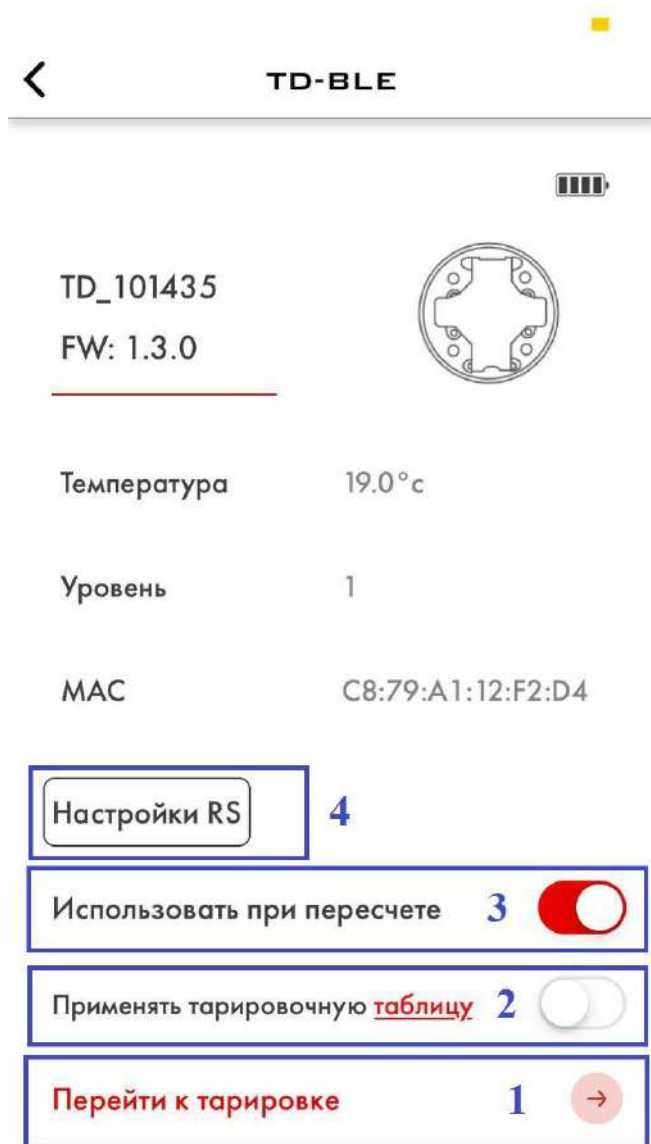 TD-BLE
TD_101435
FW: 1.3.0
Температура 19.0°c
Уровень 1
MAC C8:79:A1:12:F2:D4
Настройки RS 4
Использовать при пересчете 3
Применять тарировочную таблицу 2
Перейти к тарировке 1